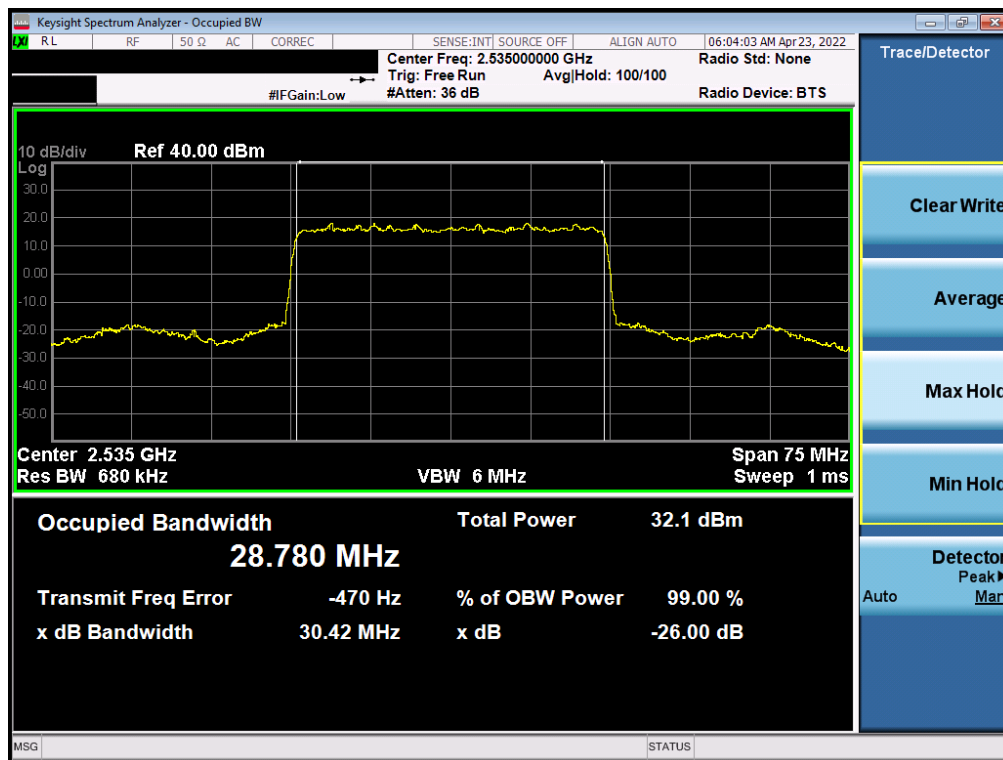 Keysight Spectrum Analyzer - Occupied BW
LXI RL RF 50 Ω AC CORREC SENSE:INT SOURCE OFF ALIGN AUTO 06:04:03 AM Apr 23, 2022
Center Freq: 2.535000000 GHz Radio Std: None
Trig: Free Run Avg|Hold: 100/100
#IFGain:Low #Atten: 36 dB Radio Device: BTS
Trace/Detector
10 dB/div Ref 40.00 dBm
Log
30.0
20.0
10.0
0.00
-10.0
-20.0
-30.0
-40.0
-50.0
Center 2.535 GHz Span 75 MHz
Res BW 680 kHz VBW 6 MHz Sweep 1 ms
Occupied Bandwidth Total Power 32.1 dBm
28.780 MHz
Transmit Freq Error -470 Hz % of OBW Power 99.00 %
x dB Bandwidth 30.42 MHz x dB -26.00 dB
Clear Write
Average
Max Hold
Min Hold
Detector
Peak▶
Auto Man
MSG STATUS